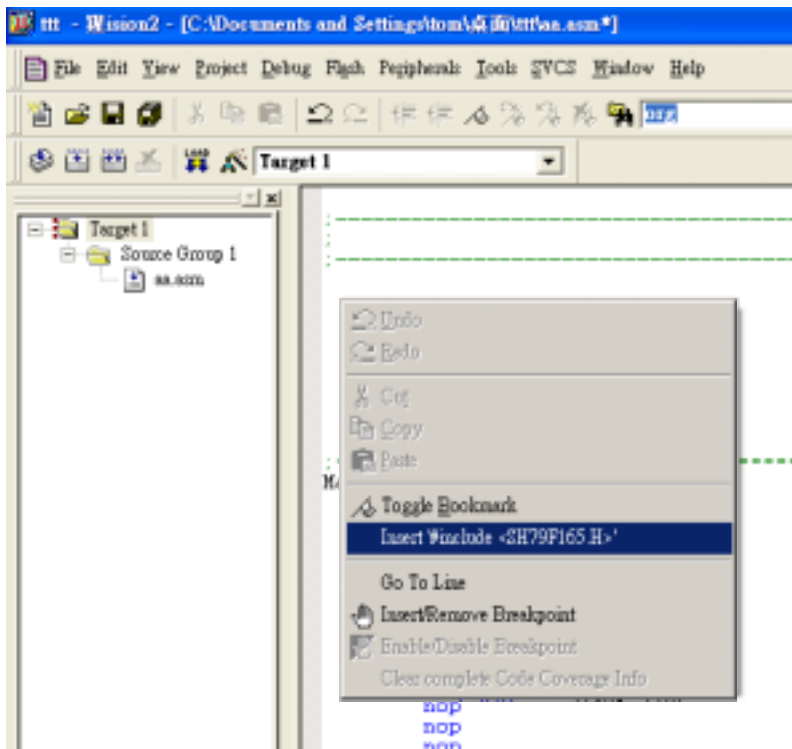 ttt - µVision2 - [C:\Documents and Settings\tom\桌面\ttt\aa.asm*]
File Edit View Project Debug Flash Peripherals Tools SVCS Window Help
org
LOAD
Target 1
Target 1
Source Group 1
aa.asm
;--------------------
;
;--------------------
Undo
Redo
Cut
Copy
Paste
Toggle Bookmark
Insert '#include <SH79F165.H>'
Go To Line
Insert/Remove Breakpoint
Enable/Disable Breakpoint
Clear complete Code Coverage Info
nop
nop
nop